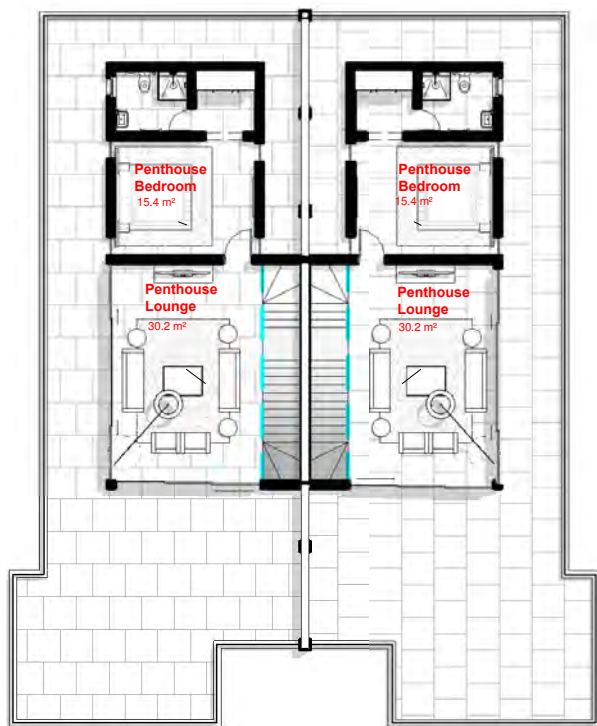 Penthouse
Bedroom
15.4 m²
Penthouse
Bedroom
15.4 m²
Penthouse
Lounge
30.2 m²
Penthouse
Lounge
30.2 m²